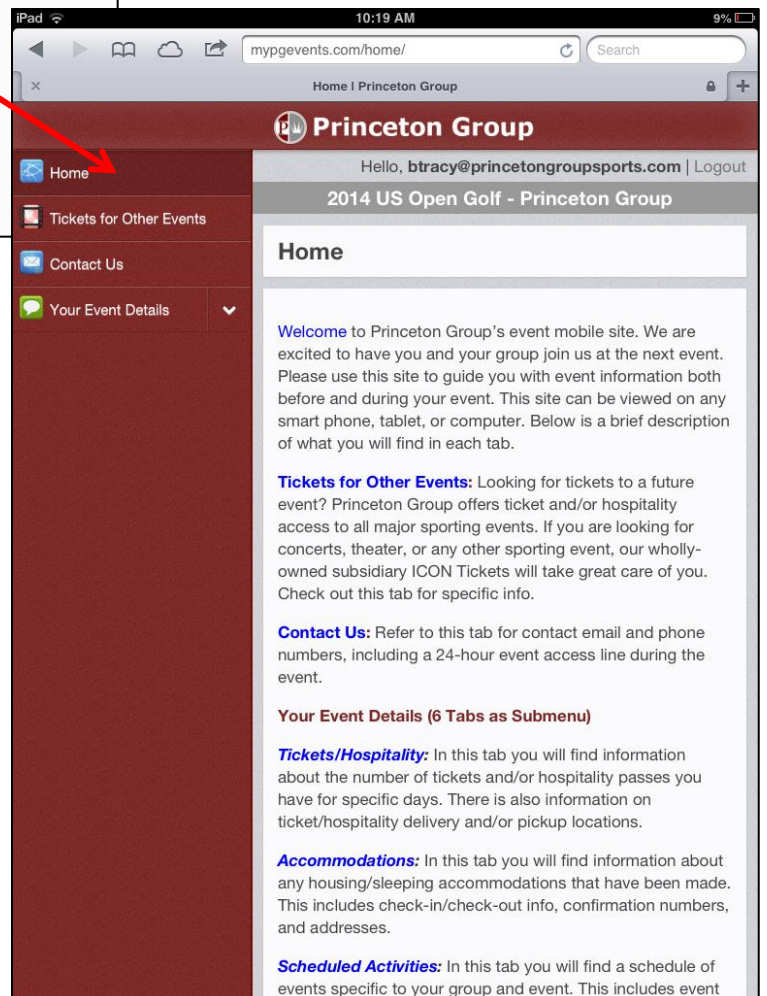 iPad 10:19 AM 9%
mypgevents.com/home/ Search
Home | Princeton Group
Princeton Group
Home
Tickets for Other Events
Contact Us
Your Event Details
Hello, btracy@princetongroupsports.com | Logout
2014 US Open Golf - Princeton Group
Home
Welcome to Princeton Group's event mobile site. We are
excited to have you and your group join us at the next event.
Please use this site to guide you with event information both
before and during your event. This site can be viewed on any
smart phone, tablet, or computer. Below is a brief description
of what you will find in each tab.
Tickets for Other Events: Looking for tickets to a future
event? Princeton Group offers ticket and/or hospitality
access to all major sporting events. If you are looking for
concerts, theater, or any other sporting event, our wholly-
owned subsidiary ICON Tickets will take great care of you.
Check out this tab for specific info.
Contact Us: Refer to this tab for contact email and phone
numbers, including a 24-hour event access line during the
event.
Your Event Details (6 Tabs as Submenu)
Tickets/Hospitality: In this tab you will find information
about the number of tickets and/or hospitality passes you
have for specific days. There is also information on
ticket/hospitality delivery and/or pickup locations.
Accommodations: In this tab you will find information about
any housing/sleeping accommodations that have been made.
This includes check-in/check-out info, confirmation numbers,
and addresses.
Scheduled Activities: In this tab you will find a schedule of
events specific to your group and event. This includes event